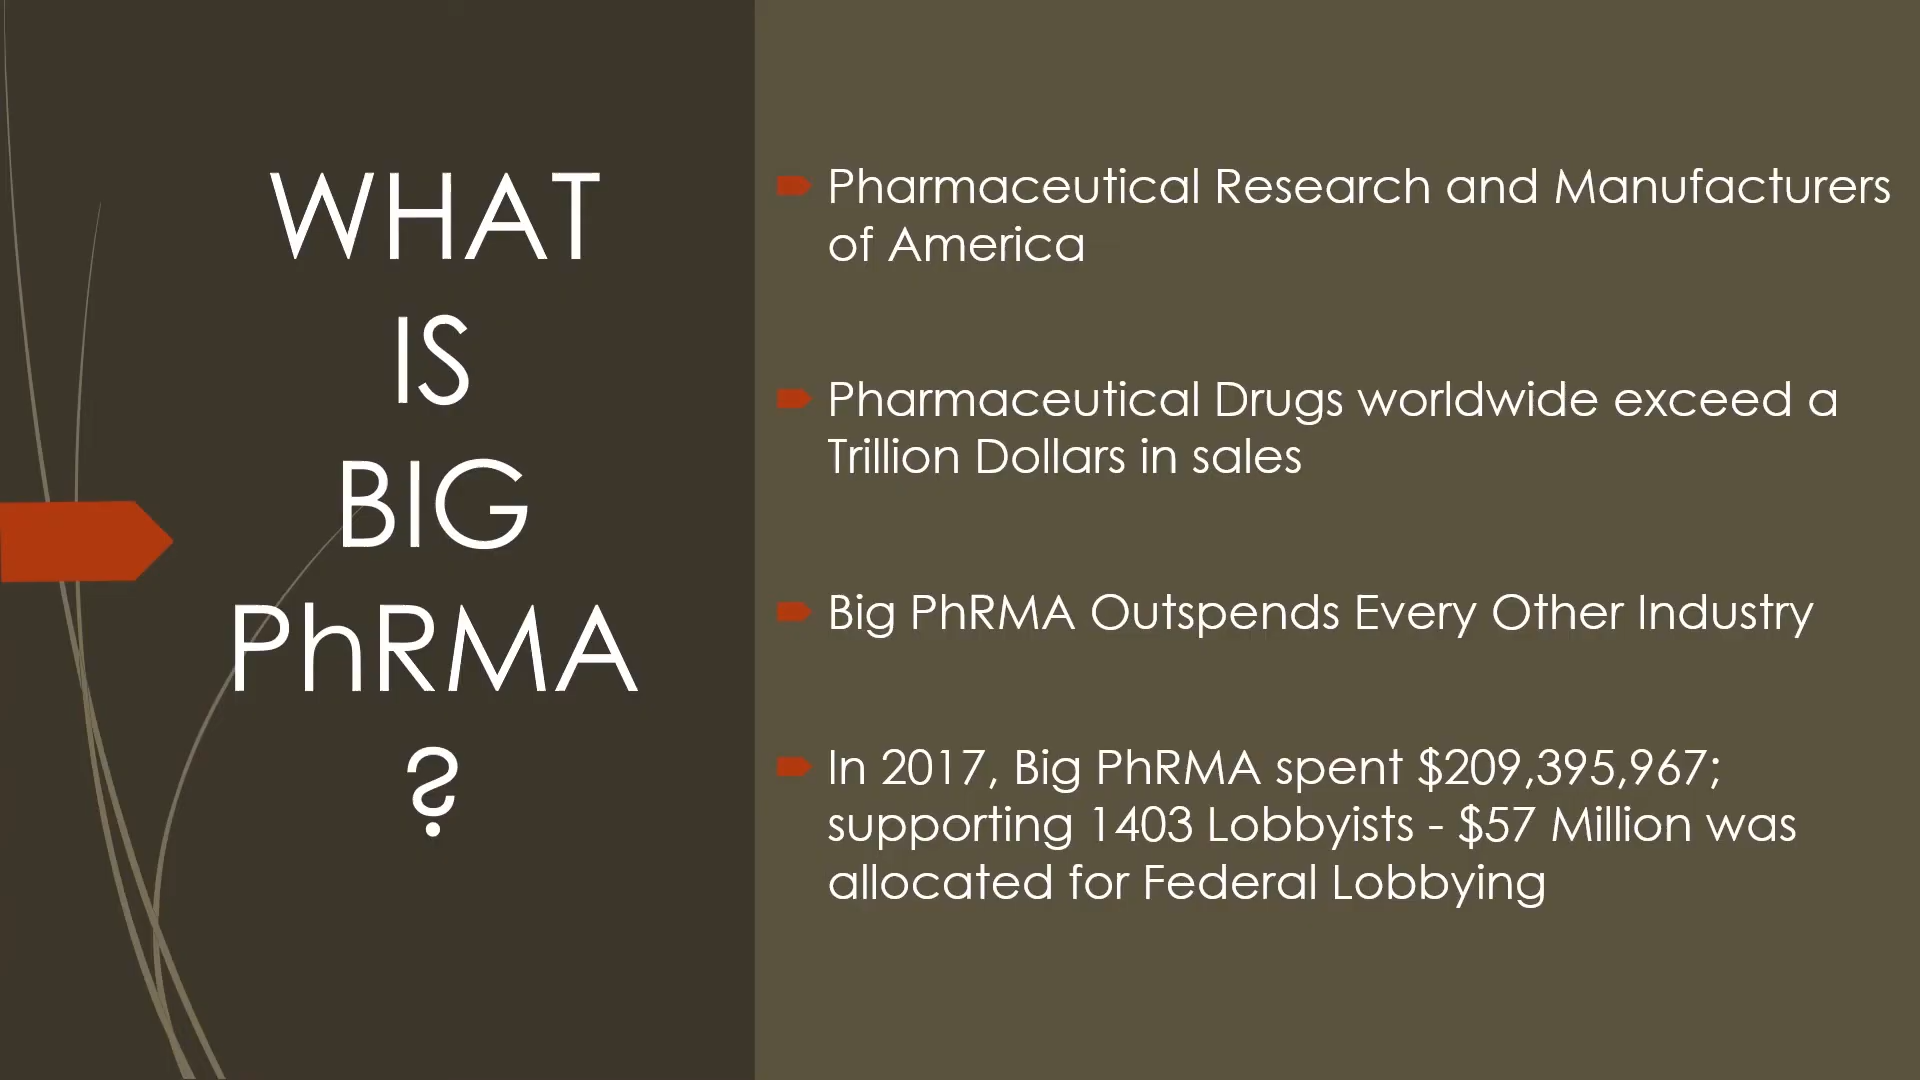 WHAT
IS
BIG
PhRMA
?
Pharmaceutical Research and Manufacturers
of America
Pharmaceutical Drugs worldwide exceed a
Trillion Dollars in sales
Big PhRMA Outspends Every Other Industry
In 2017, Big PhRMA spent $209,395,967;
supporting 1403 Lobbyists - $57 Million was
allocated for Federal Lobbying